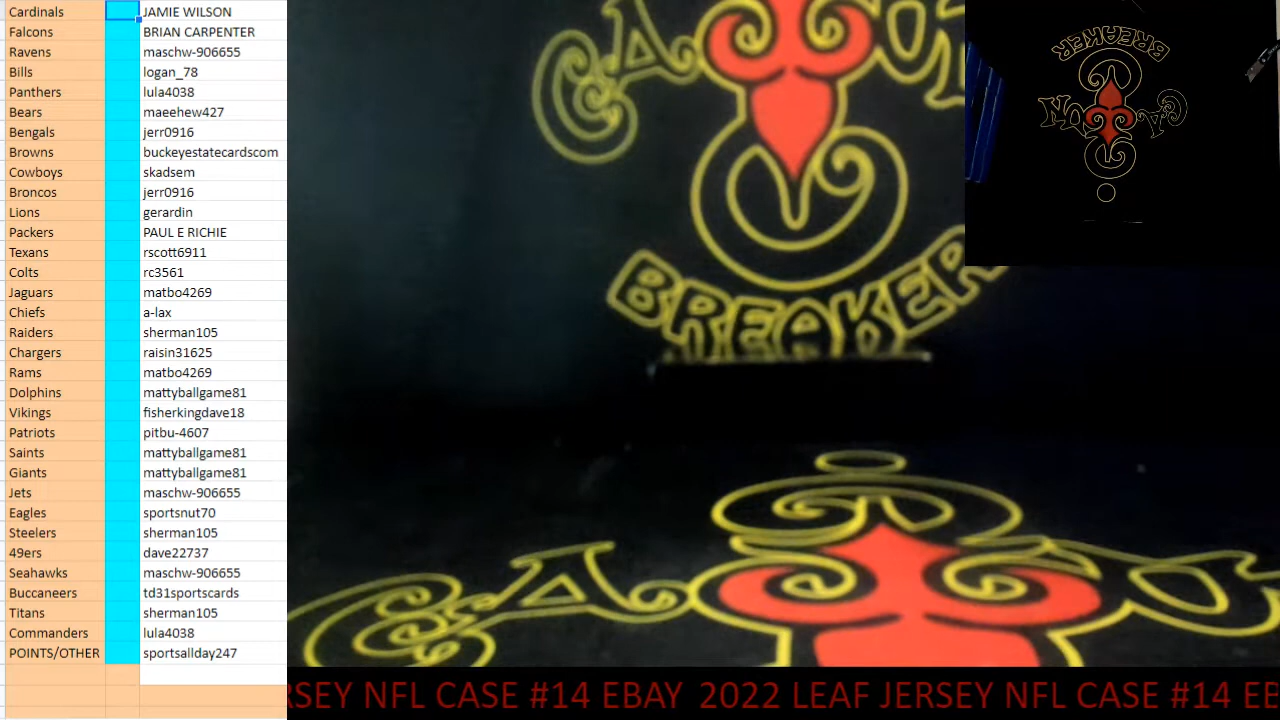 Cardinals JAMIE WILSON
Falcons BRIAN CARPENTER
Ravens maschw-906655
Bills logan_78
Panthers lula4038
Bears maeehew427
Bengals jerr0916
Browns buckeyestatecardscom
Cowboys skadsem
Broncos jerr0916
Lions gerardin
Packers PAUL E RICHIE
Texans rscott6911
Colts rc3561
Jaguars matbo4269
Chiefs a-lax
Raiders sherman105
Chargers raisin31625
Rams matbo4269
Dolphins mattyballgame81
Vikings fisherkingdave18
Patriots pitbu-4607
Saints mattyballgame81
Giants mattyballgame81
Jets maschw-906655
Eagles sportsnut70
Steelers sherman105
49ers dave22737
Seahawks maschw-906655
Buccaneers td31sportscards
Titans sherman105
Commanders lula4038
POINTS/OTHER sportsallday247
BREAKER
BREAKER
RSEY NFL CASE #14 EBAY 2022 LEAF JERSEY NFL CASE #14 EB